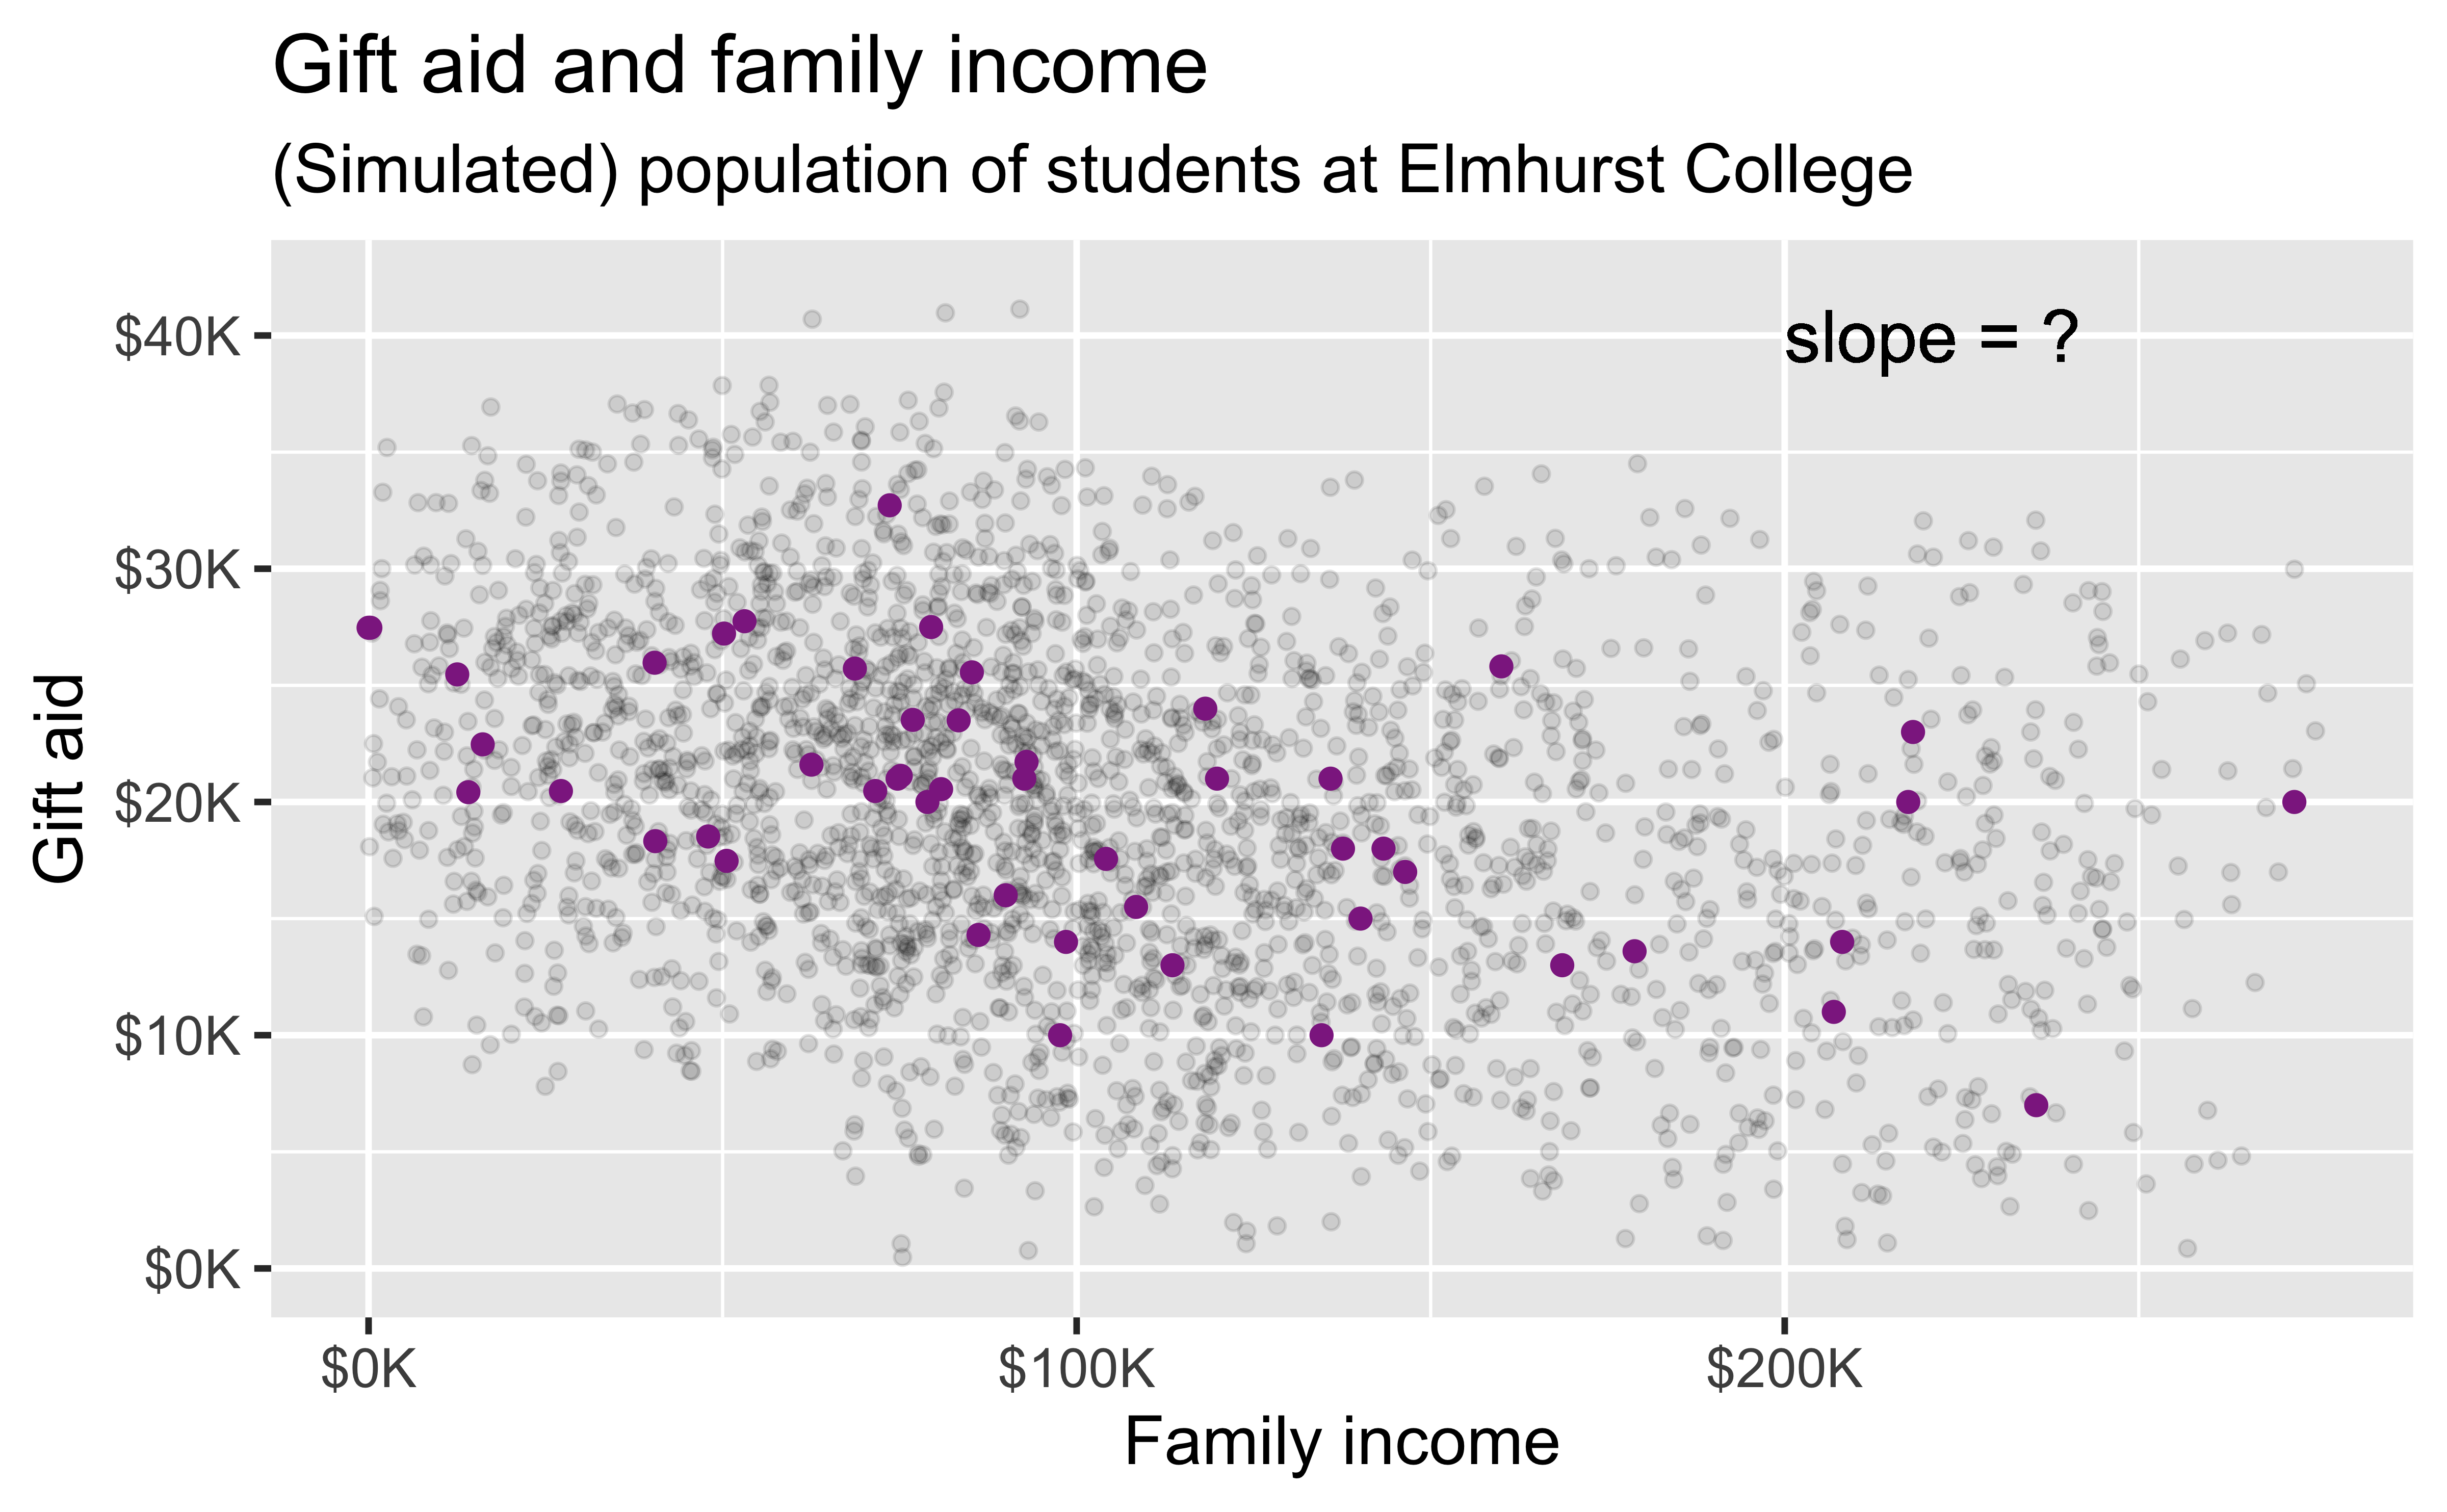 Gift aid and family income
(Simulated) population of students at Elmhurst College
slope = ?
$40K
$30K
$20K
$10K
$0K
Gift aid
$0K
$100K
$200K
Family income